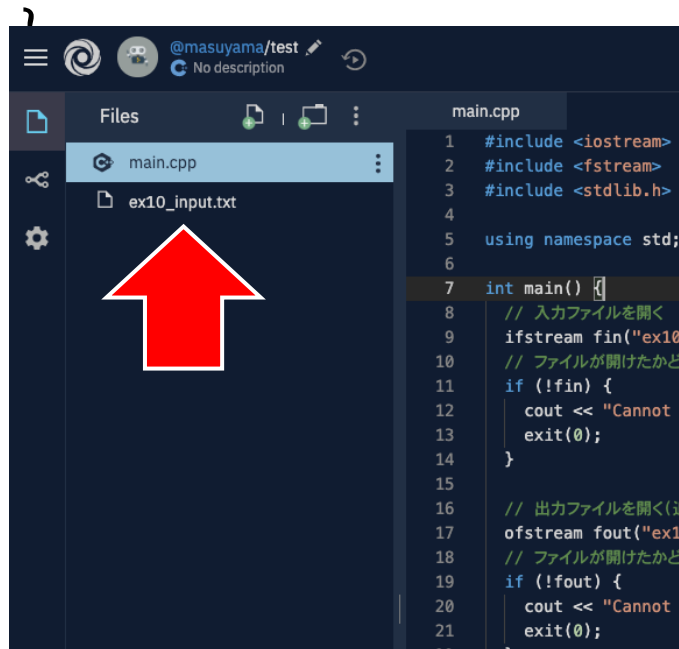 }
@masuyama/test
No description
Files
main.cpp
ex10_input.txt
main.cpp
1 #include <iostream>
2 #include <fstream>
3 #include <stdlib.h>
4
5 using namespace std;
6
7 int main() {
8 // 入力ファイルを開く
9 ifstream fin("ex10
10 // ファイルが開けたかど
11 if (!fin) {
12 cout << "Cannot
13 exit(0);
14 }
15
16 // 出力ファイルを開く(
17 ofstream fout("ex1
18 // ファイルが開けたかど
19 if (!fout) {
20 cout << "Cannot
21 exit(0);